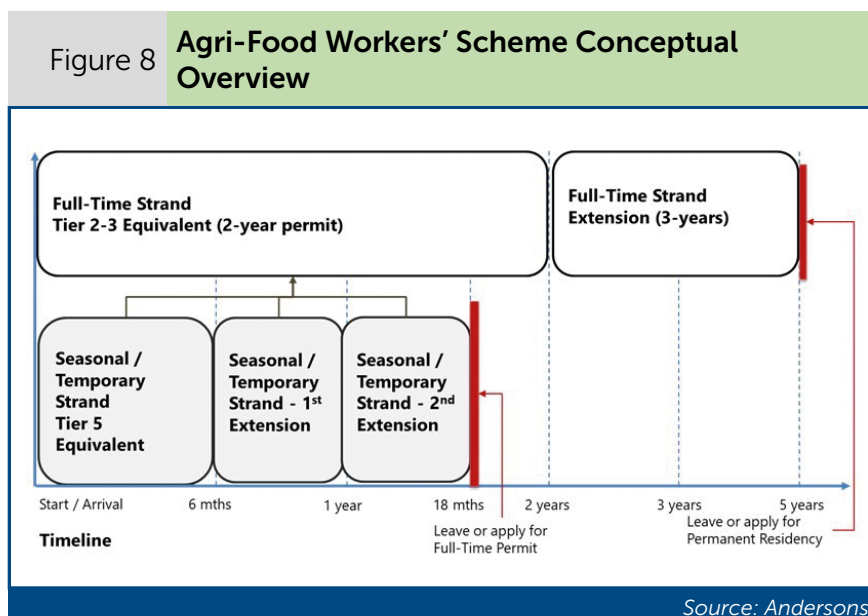 Figure 8
Agri-Food Workers’ Scheme Conceptual
Overview
Full-Time Strand
Tier 2-3 Equivalent (2-year permit)
Full-Time Strand
Extension (3-years)
Seasonal /
Temporary
Strand
Tier 5
Equivalent
Seasonal /
Temporary
Strand - 1st
Extension
Seasonal /
Temporary
Strand - 2nd
Extension
Start / Arrival
6 mths
1 year
18 mths
2 years
3 years
5 years
Timeline
Leave or apply for
Full-Time Permit
Leave or apply for
Permanent Residency
Source: Andersons